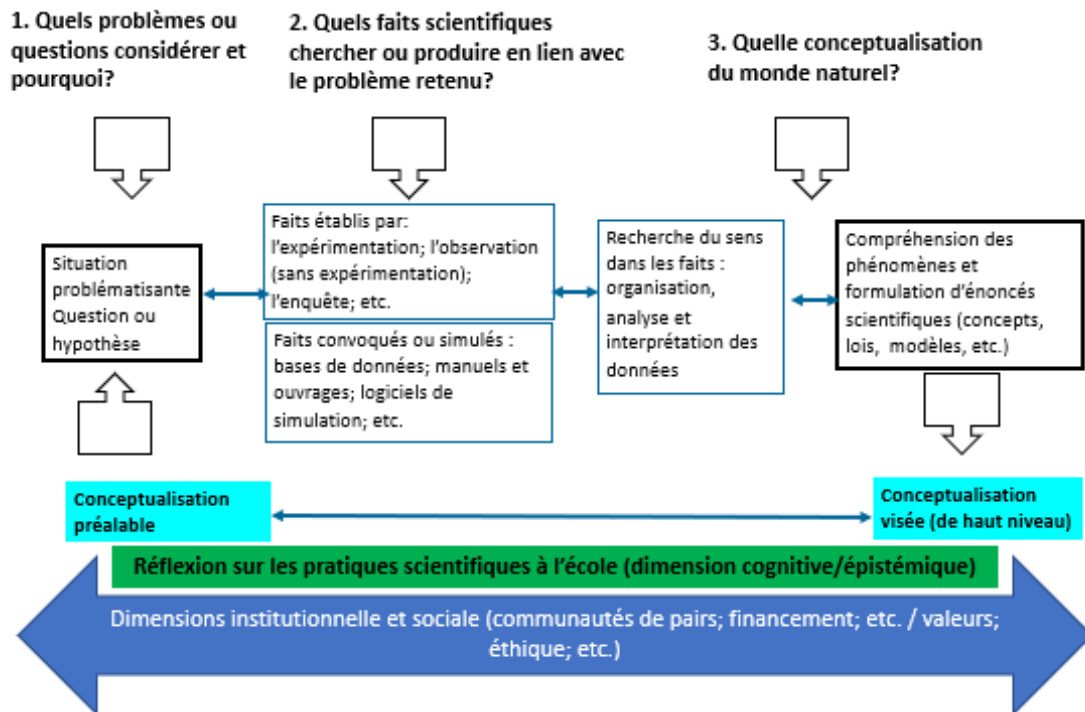 1. Quels problèmes ou
questions considérer et
pourquoi?
2. Quels faits scientifiques
chercher ou produire en lien avec
le problème retenu?
3. Quelle conceptualisation
du monde naturel?
Situation
problématisante
Question ou
hypothèse
Faits établis par:
l'expérimentation; l'observation
(sans expérimentation);
l'enquête; etc.
Faits convoqués ou simulés :
bases de données; manuels et
ouvrages; logiciels de
simulation; etc.
Recherche du sens
dans les faits :
organisation,
analyse et
interprétation des
données
Compréhension des
phénomènes et
formulation d'énoncés
scientifiques (concepts,
lois, modèles, etc.)
Conceptualisation
préalable
Conceptualisation
visée (de haut niveau)
Réflexion sur les pratiques scientifiques à l'école (dimension cognitive/épistémique)
Dimensions institutionnelle et sociale (communautés de pairs; financement; etc. / valeurs;
éthique; etc.)